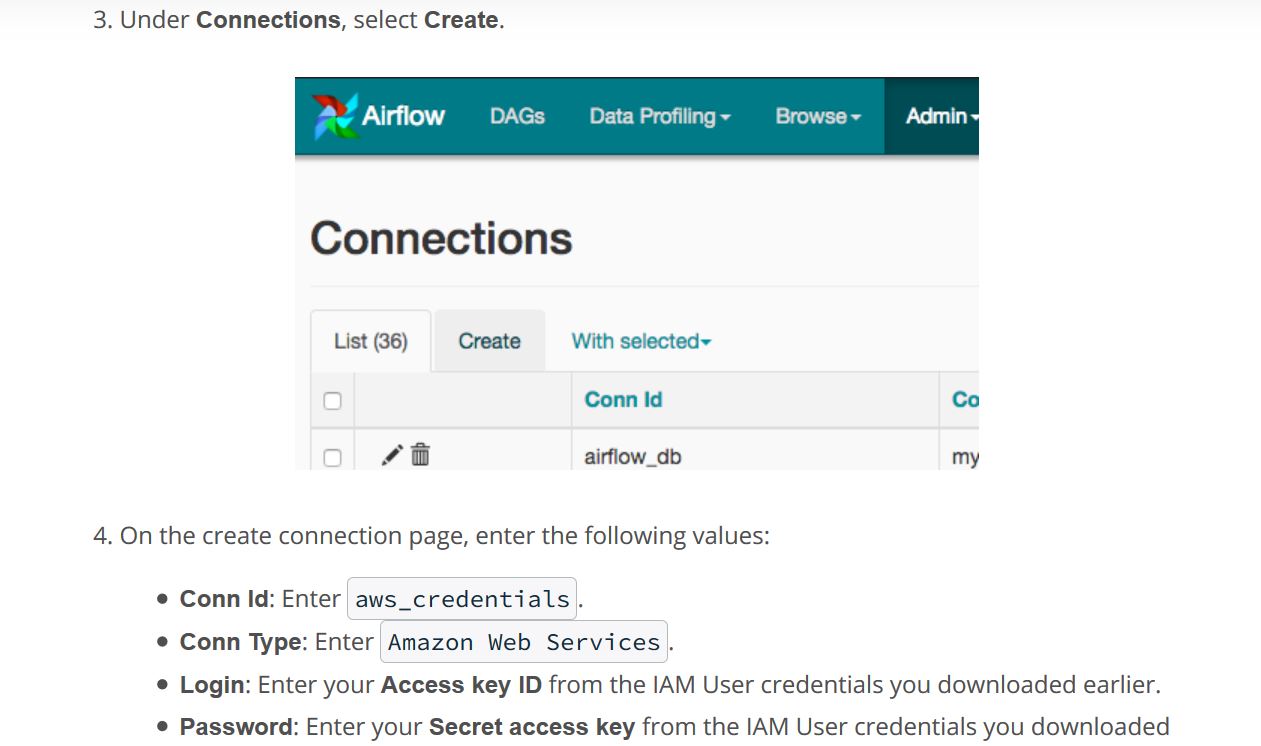 3. Under Connections, select Create.
Airflow DAGs Data Profiling Browse Admin
Connections
List (36) Create With selected
Conn Id Co
airflow_db my
4. On the create connection page, enter the following values:
Conn Id: Enter aws_credentials.
Conn Type: Enter Amazon Web Services.
Login: Enter your Access key ID from the IAM User credentials you downloaded earlier.
Password: Enter your Secret access key from the IAM User credentials you downloaded